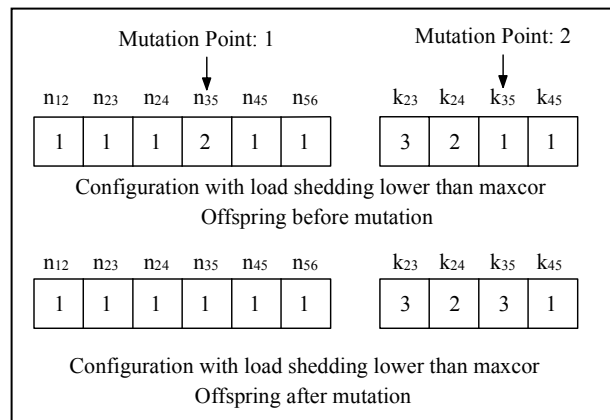 Mutation Point: 1 Mutation Point: 2
n12 n23 n24 n35 n45 n56 k23 k24 k35 k45
1 1 1 2 1 1 3 2 1 1
Configuration with load shedding lower than maxcor
Offspring before mutation
n12 n23 n24 n35 n45 n56 k23 k24 k35 k45
1 1 1 1 1 1 3 2 3 1
Configuration with load shedding lower than maxcor
Offspring after mutation